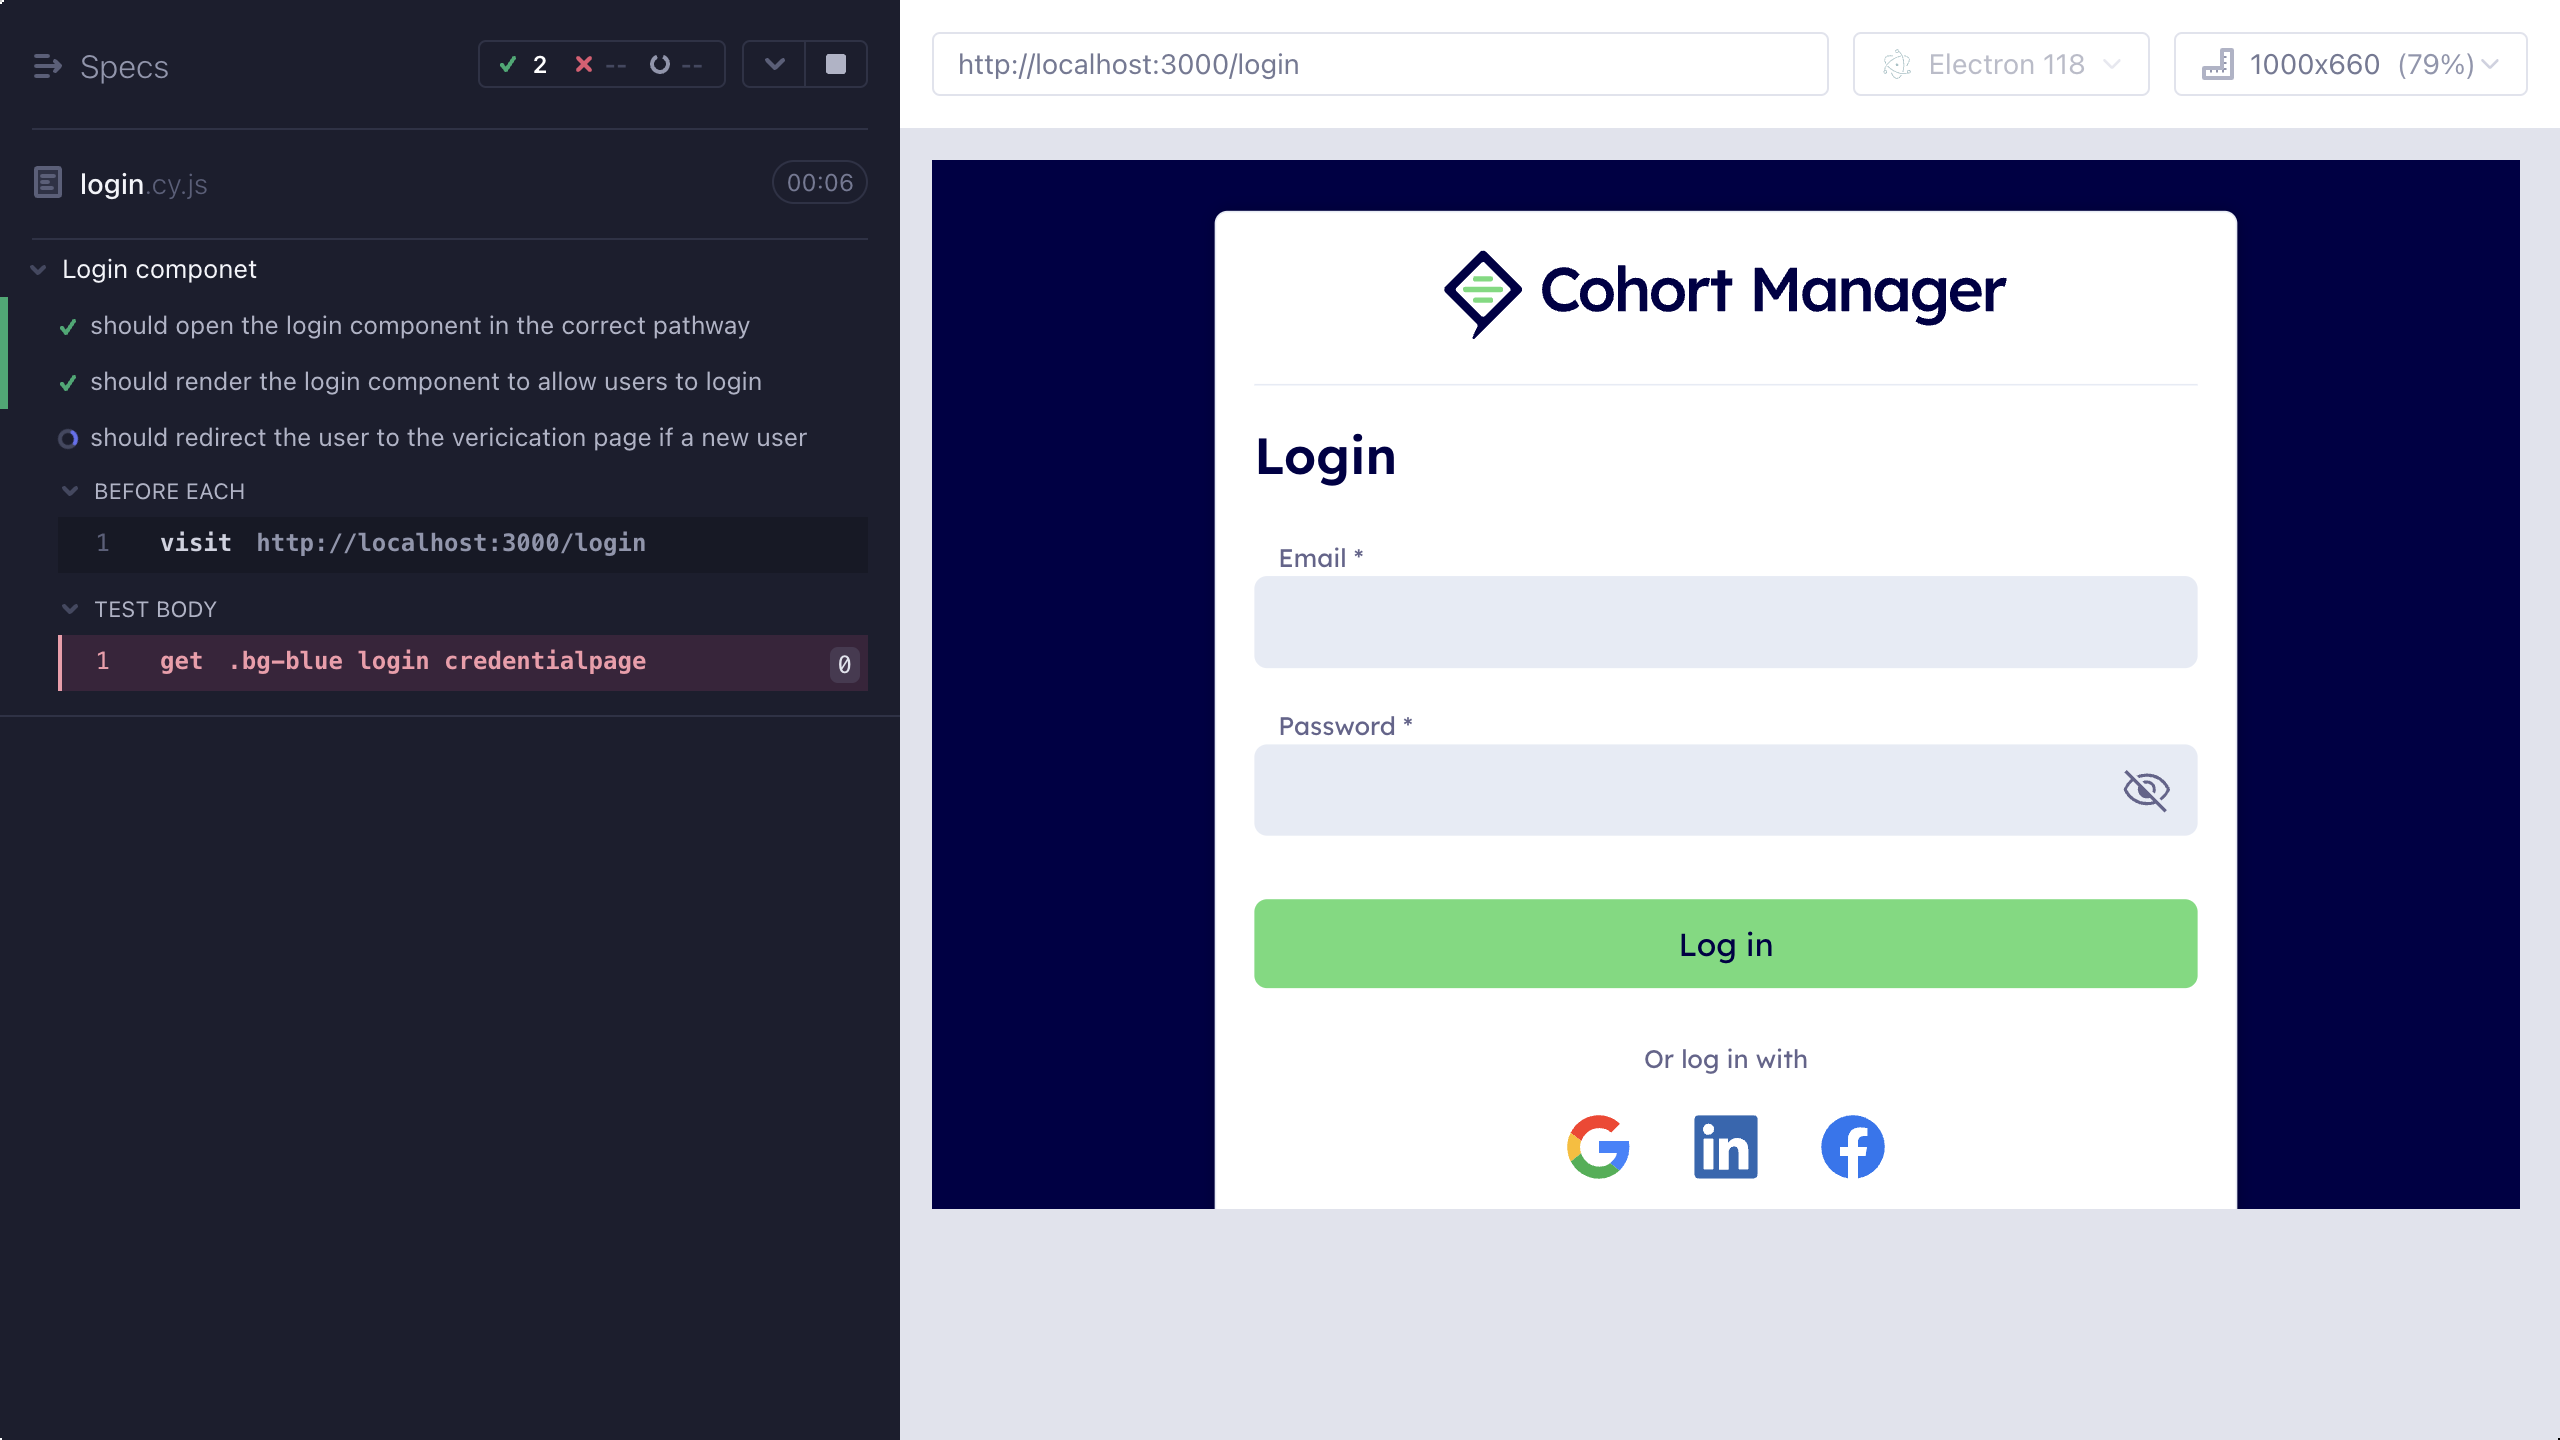 Specs
2
--
--
login.cy.js
00:06
Login componet
should open the login component in the correct pathway
should render the login component to allow users to login
should redirect the user to the vericication page if a new user
BEFORE EACH
1 visit http://localhost:3000/login
TEST BODY
1 get .bg-blue login credentialpage 0
http://localhost:3000/login
Electron 118
1000x660 (79%)
Cohort Manager
Login
Email *
Password *
Log in
Or log in with
in